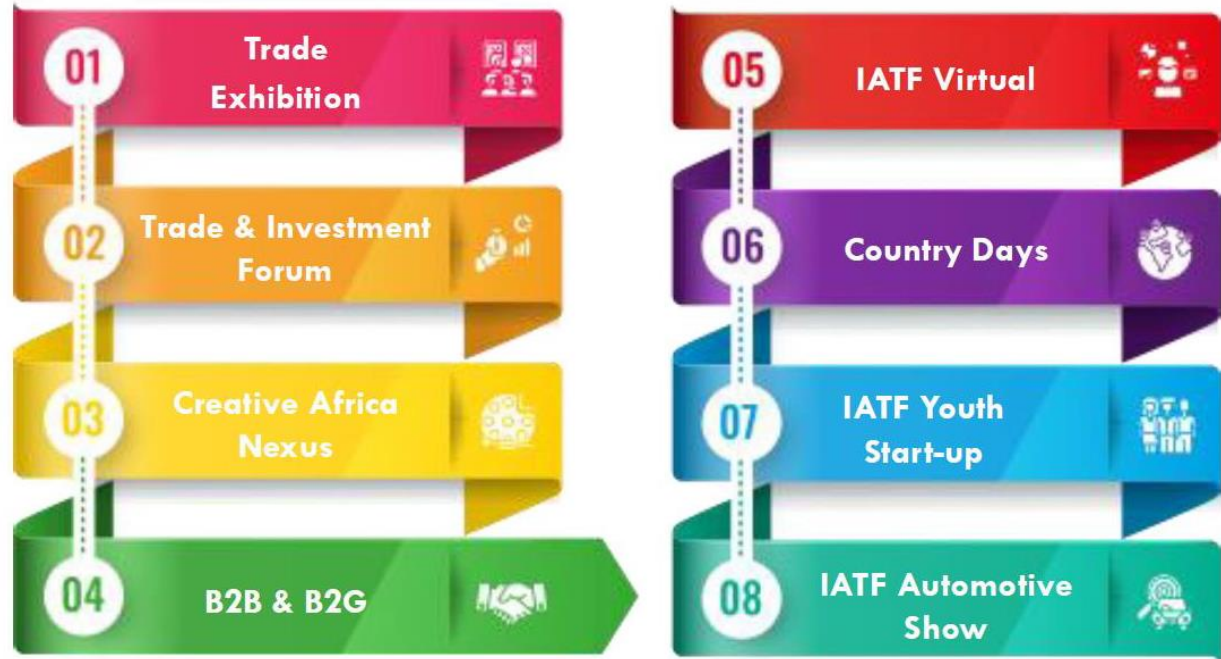 01
Trade
Exhibition
02
Trade & Investment
Forum
03
Creative Africa
Nexus
04
B2B & B2G
05
IATF Virtual
06
Country Days
07
IATF Youth
Start-up
08
IATF Automotive
Show